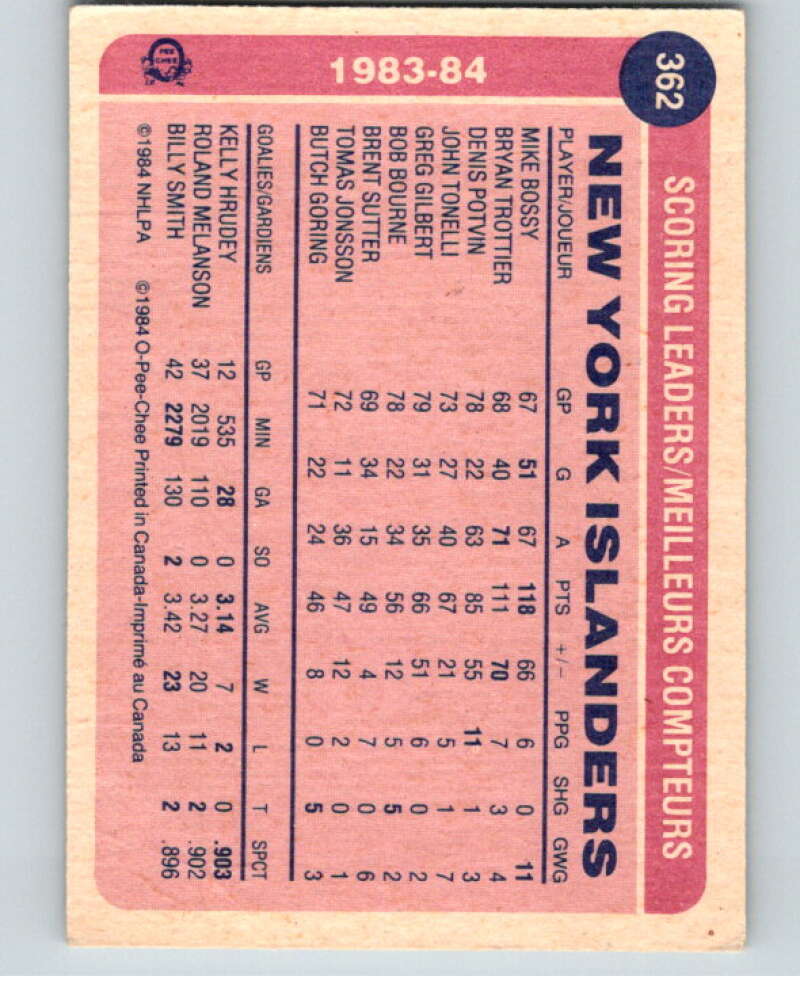 362
SCORING LEADERS/MEILLEURS COMPTEURS
1983-84
PEE CHEE
NEW YORK ISLANDERS
PLAYER/JOUEUR GP G A PTS +/- PPG SHG GWG
MIKE BOSSY 67 51 67 118 66 6 0 11
BRYAN TROTTIER 68 40 71 111 70 7 3 4
DENIS POTVIN 78 22 63 85 55 11 1 3
JOHN TONELLI 73 27 40 67 21 5 1 7
GREG GILBERT 79 31 35 66 51 6 0 2
BOB BOURNE 78 22 34 56 12 5 5 2
BRENT SUTTER 69 34 15 49 4 7 0 6
TOMAS JONSSON 72 11 36 47 12 2 0 1
BUTCH GORING 71 22 24 46 8 0 5 3
GOALIES/GARDIENS GP MIN GA SO AVG W L T SPCT
KELLY HRUDEY 12 535 28 0 3.14 7 2 0 .903
ROLAND MELANSON 37 2019 110 0 3.27 20 11 2 .902
BILLY SMITH 42 2279 130 2 3.42 23 13 2 .896
©1984 NHLPA ©1984 O-Pee-Chee Printed in Canada-Imprimé au Canada